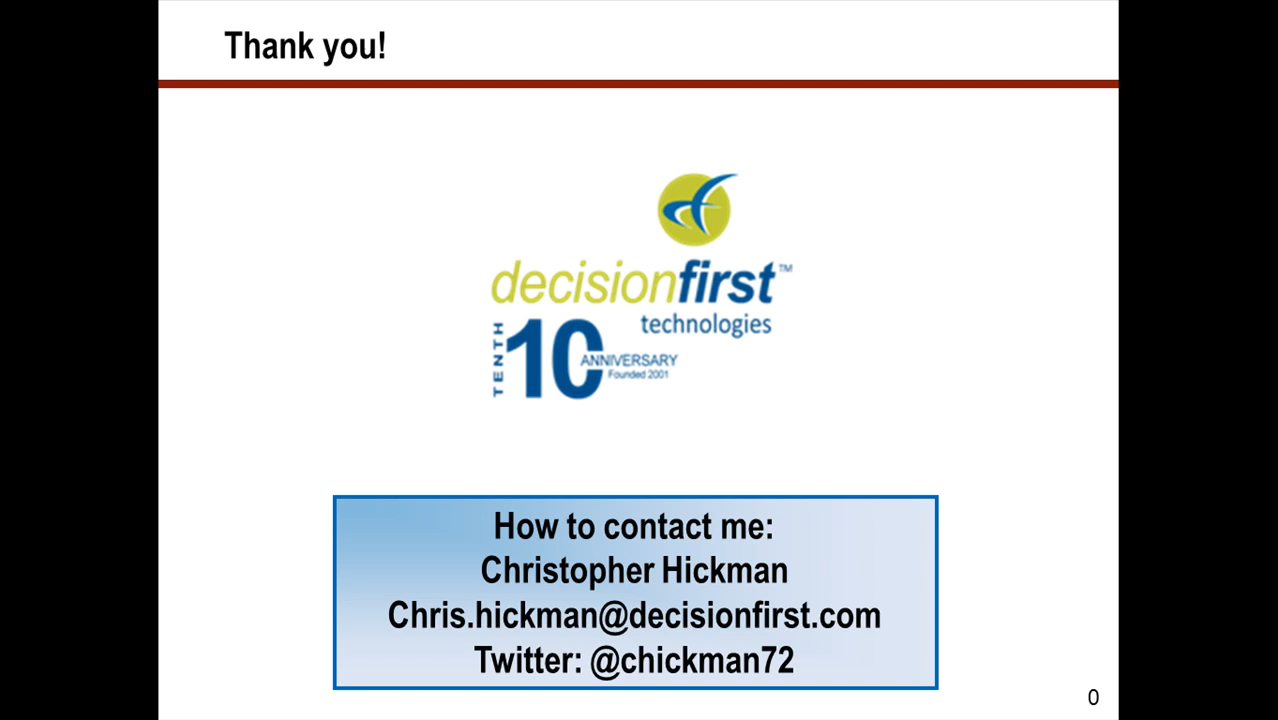 Thank you!
decisionfirst™
technologies
TENTH
10
ANNIVERSARY
Founded 2001
How to contact me:
Christopher Hickman
Chris.hickman@decisionfirst.com
Twitter: @chickman72
0